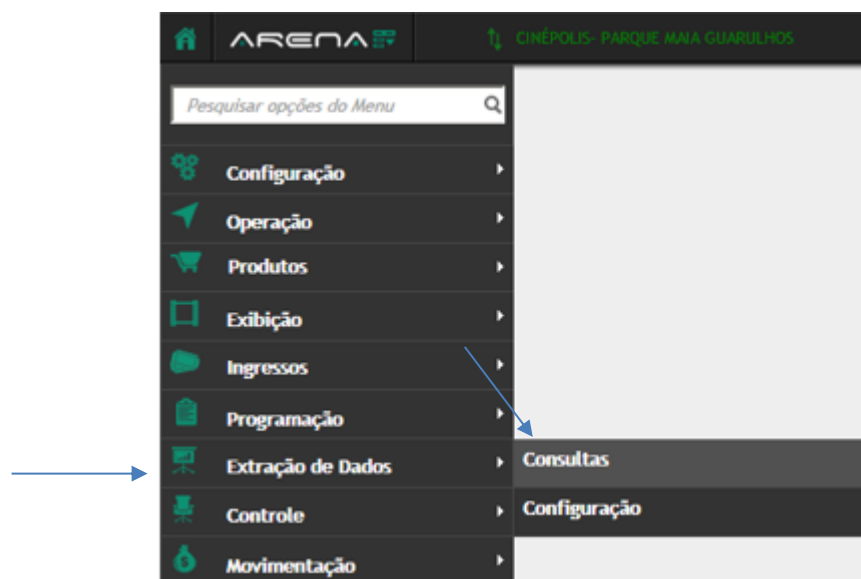 ARENA
CINÉPOLIS- PARQUE MAIA GUARULHOS
Pesquisar opções do Menu
Configuração
Operação
Produtos
Exibição
Ingressos
Programação
Extração de Dados
Consultas
Controle
Configuração
Movimentação